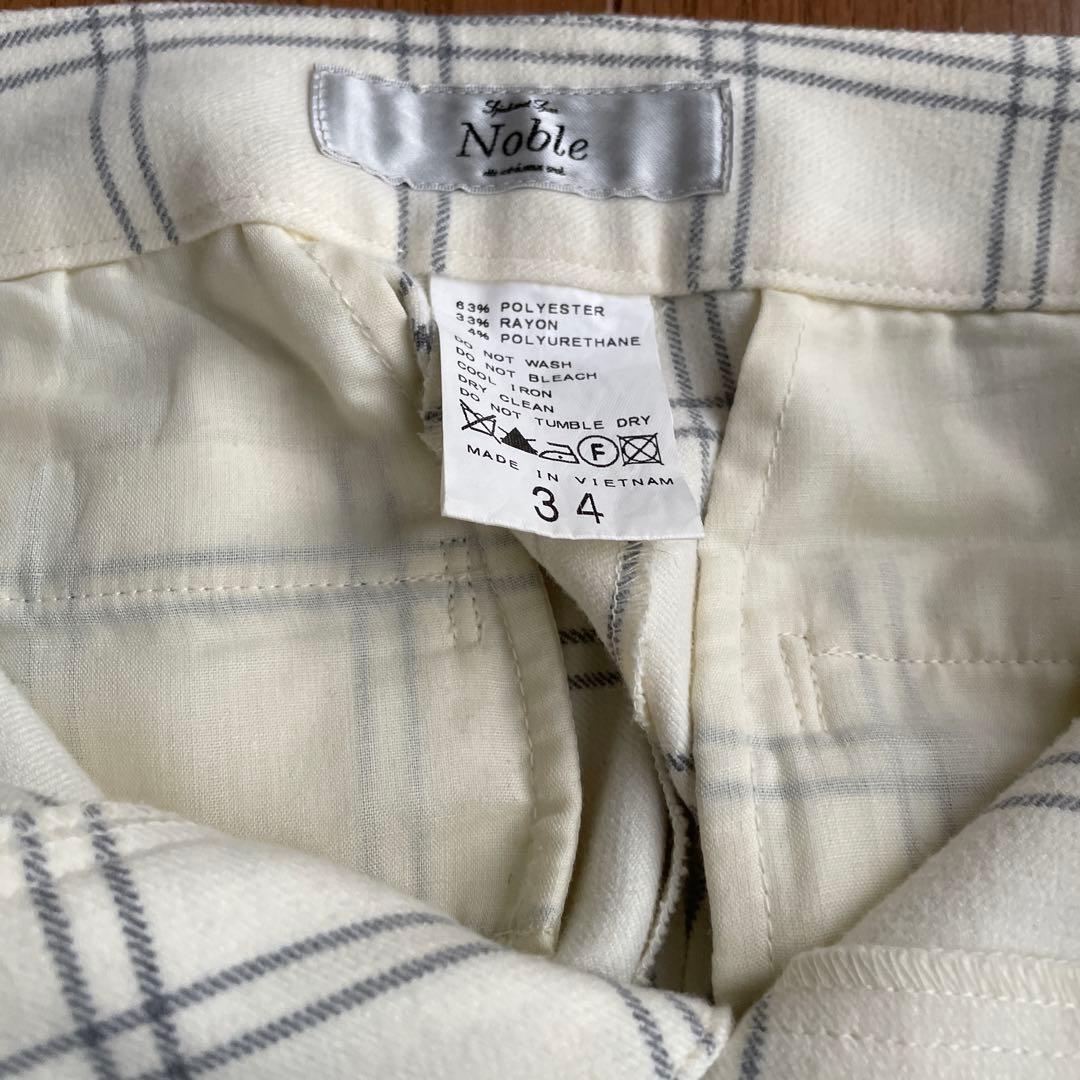 Noble
63% POLYESTER
33% RAYON
4% POLYURETHANE
DO NOT WASH
DO NOT BLEACH
COOL IRON
DRY CLEAN
DO NOT TUMBLE DRY
F
MADE IN VIETNAM
34